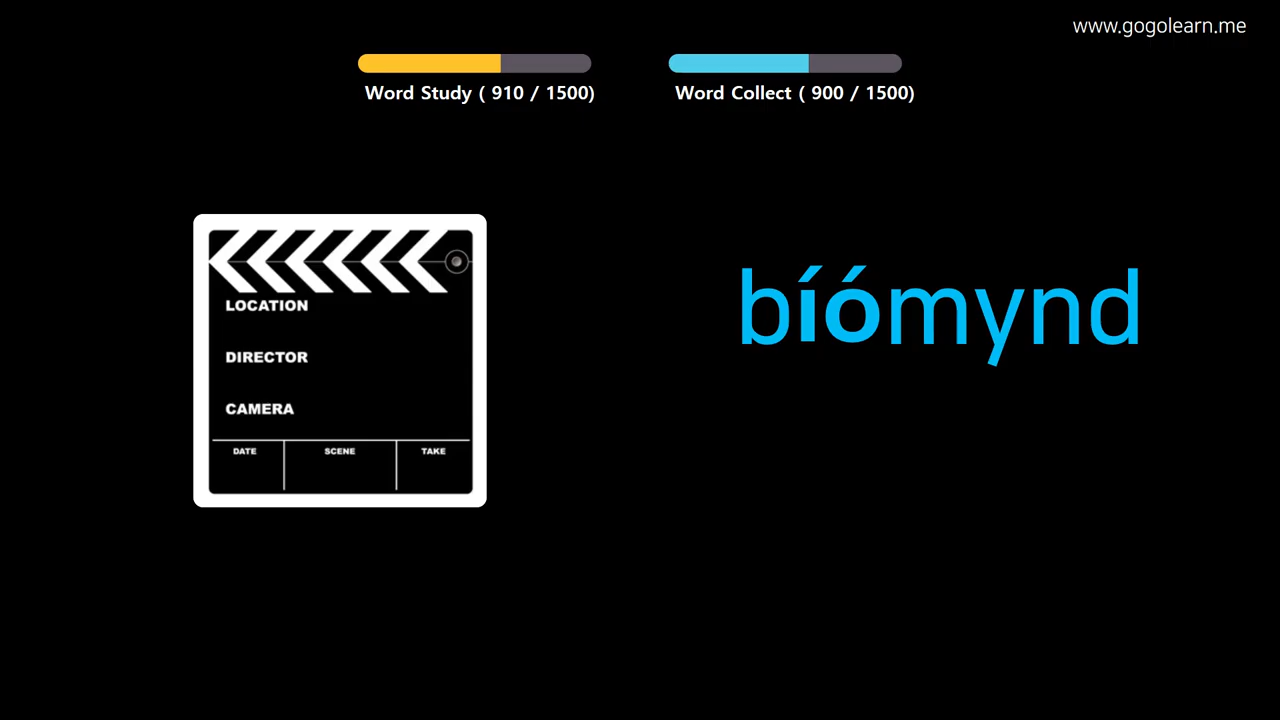 www.gogolearn.me
Word Study ( 910 / 1500)
Word Collect ( 900 / 1500)
LOCATION
DIRECTOR
CAMERA
DATE SCENE TAKE
bíómynd